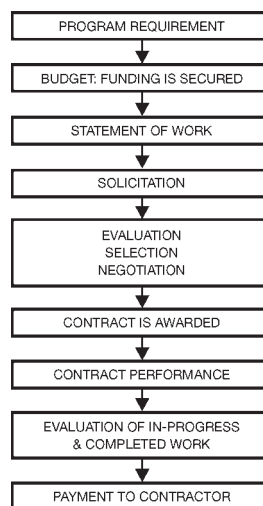 PROGRAM REQUIREMENT
BUDGET: FUNDING IS SECURED
STATEMENT OF WORK
SOLICITATION
EVALUATION
SELECTION
NEGOTIATION
CONTRACT IS AWARDED
CONTRACT PERFORMANCE
EVALUATION OF IN-PROGRESS
& COMPLETED WORK
PAYMENT TO CONTRACTOR